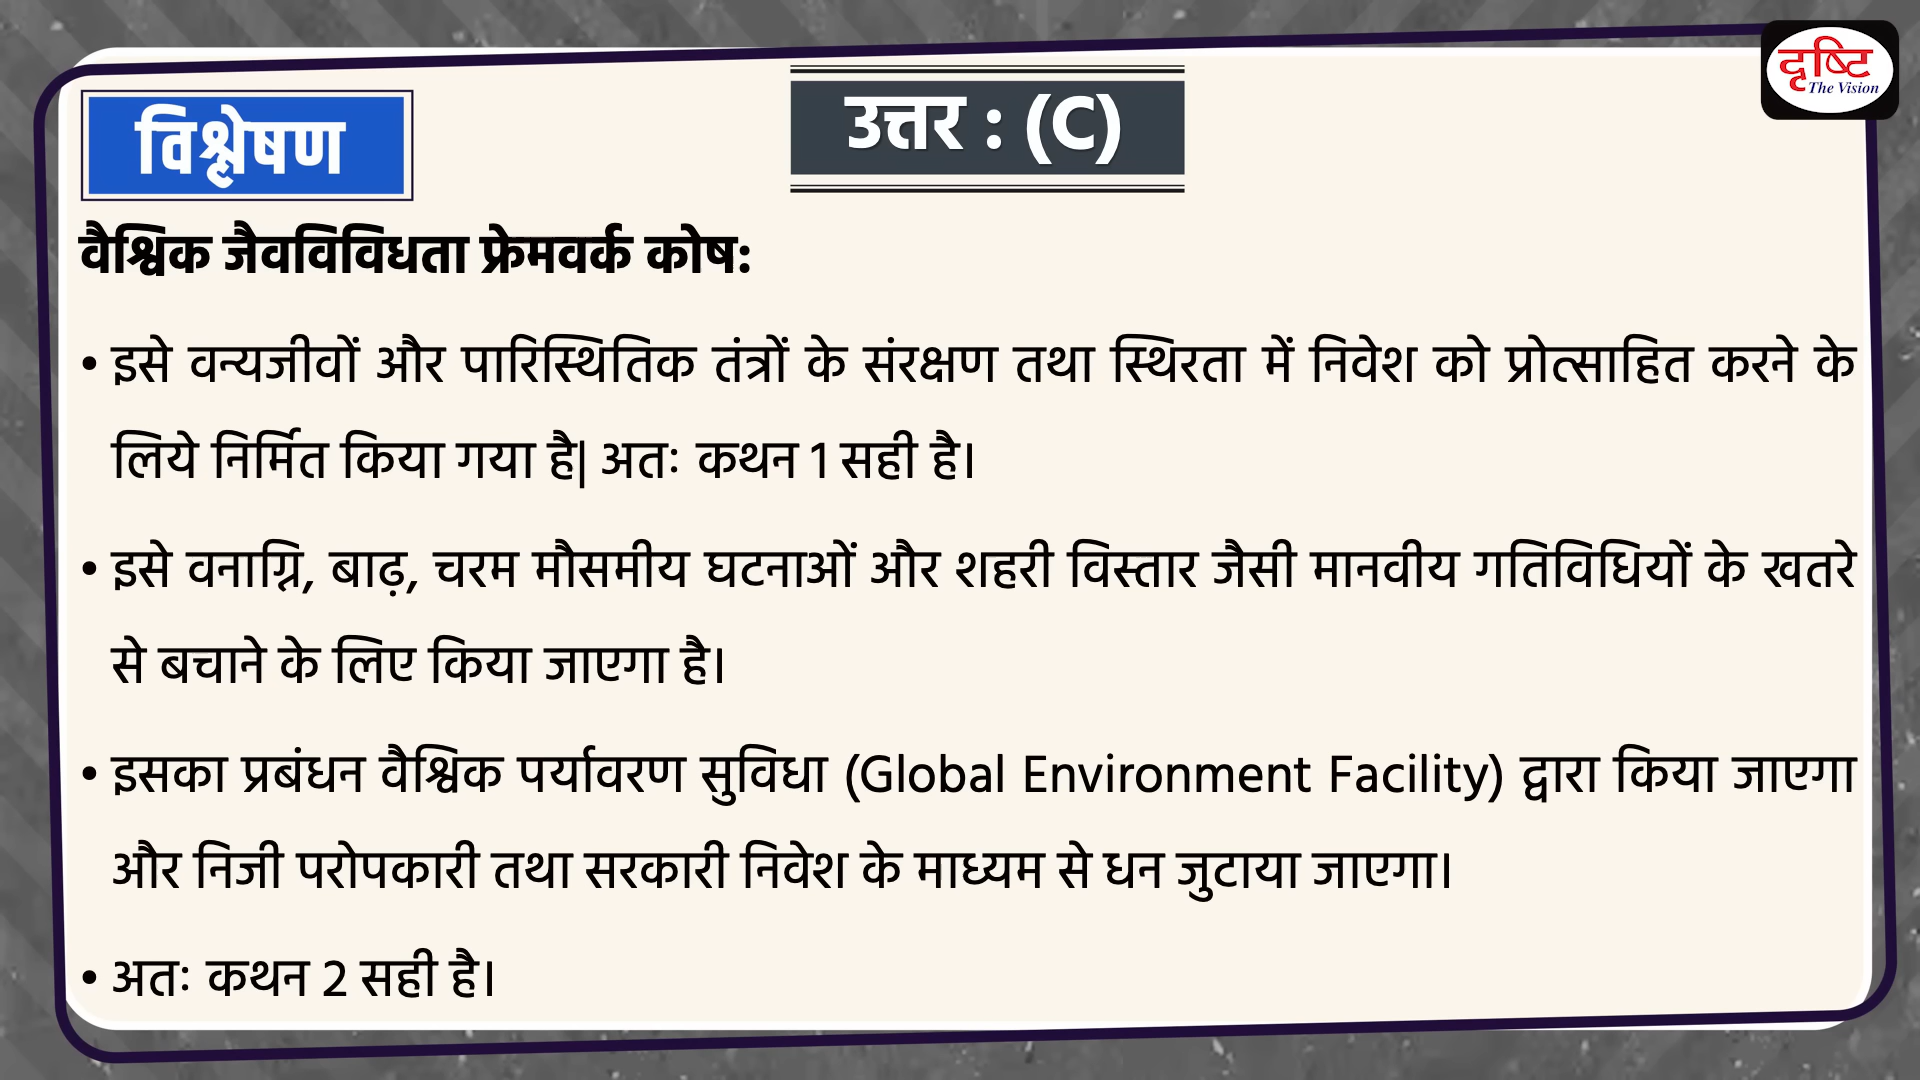 दृष्टि
The Vision
विश्लेषण
उत्तर : (C)
वैश्विक जैवविविधता फ्रेमवर्क कोष:
• इसे वन्यजीवों और पारिस्थितिक तंत्रों के संरक्षण तथा स्थिरता में निवेश को प्रोत्साहित करने के
लिये निर्मित किया गया है| अतः कथन 1 सही है।
• इसे वनाग्नि, बाढ़, चरम मौसमीय घटनाओं और शहरी विस्तार जैसी मानवीय गतिविधियों के खतरे
से बचाने के लिए किया जाएगा है।
• इसका प्रबंधन वैश्विक पर्यावरण सुविधा (Global Environment Facility) द्वारा किया जाएगा
और निजी परोपकारी तथा सरकारी निवेश के माध्यम से धन जुटाया जाएगा।
• अतः कथन 2 सही है।